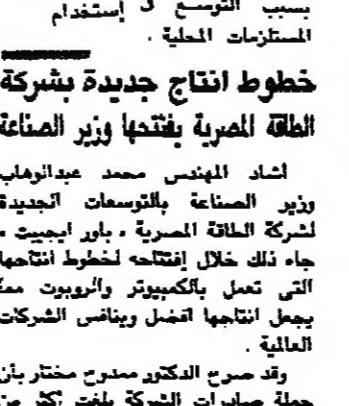 بسبب التوسع في إستخدام
المستلزمات المحلية .
خطوط انتاج جديدة بشركة
الطاقة المصرية يفتتحها وزير الصناعة
أشاد المهندس محمد عبدالوهاب
وزير الصناعة بالتوسعات الجديدة
لشركة الطاقة المصرية ، باور ايجيبت ،
جاء ذلك خلال إفتتاحه لخطوط انتاجها
التى تعمل بالكمبيوتر والروبوت مما
يجعل انتاجها افضل وينافس الشركات
العالمية .
وقد صرح الدكتور ممدوح مختار بأن
جملة صادرات الشركة بلغت أكثر من